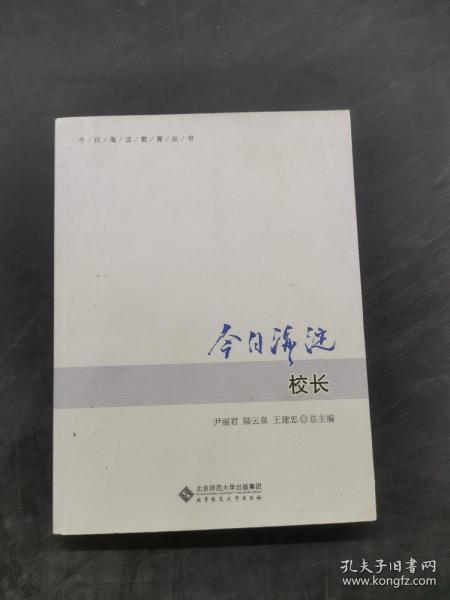 今/日/海/淀/教/育/丛/书
今日海淀
校长
尹丽君 陆云泉 王建忠◎总主编
北京师范大学出版集团
北京师范大学出版社
孔夫子旧书网
www.kongfz.com